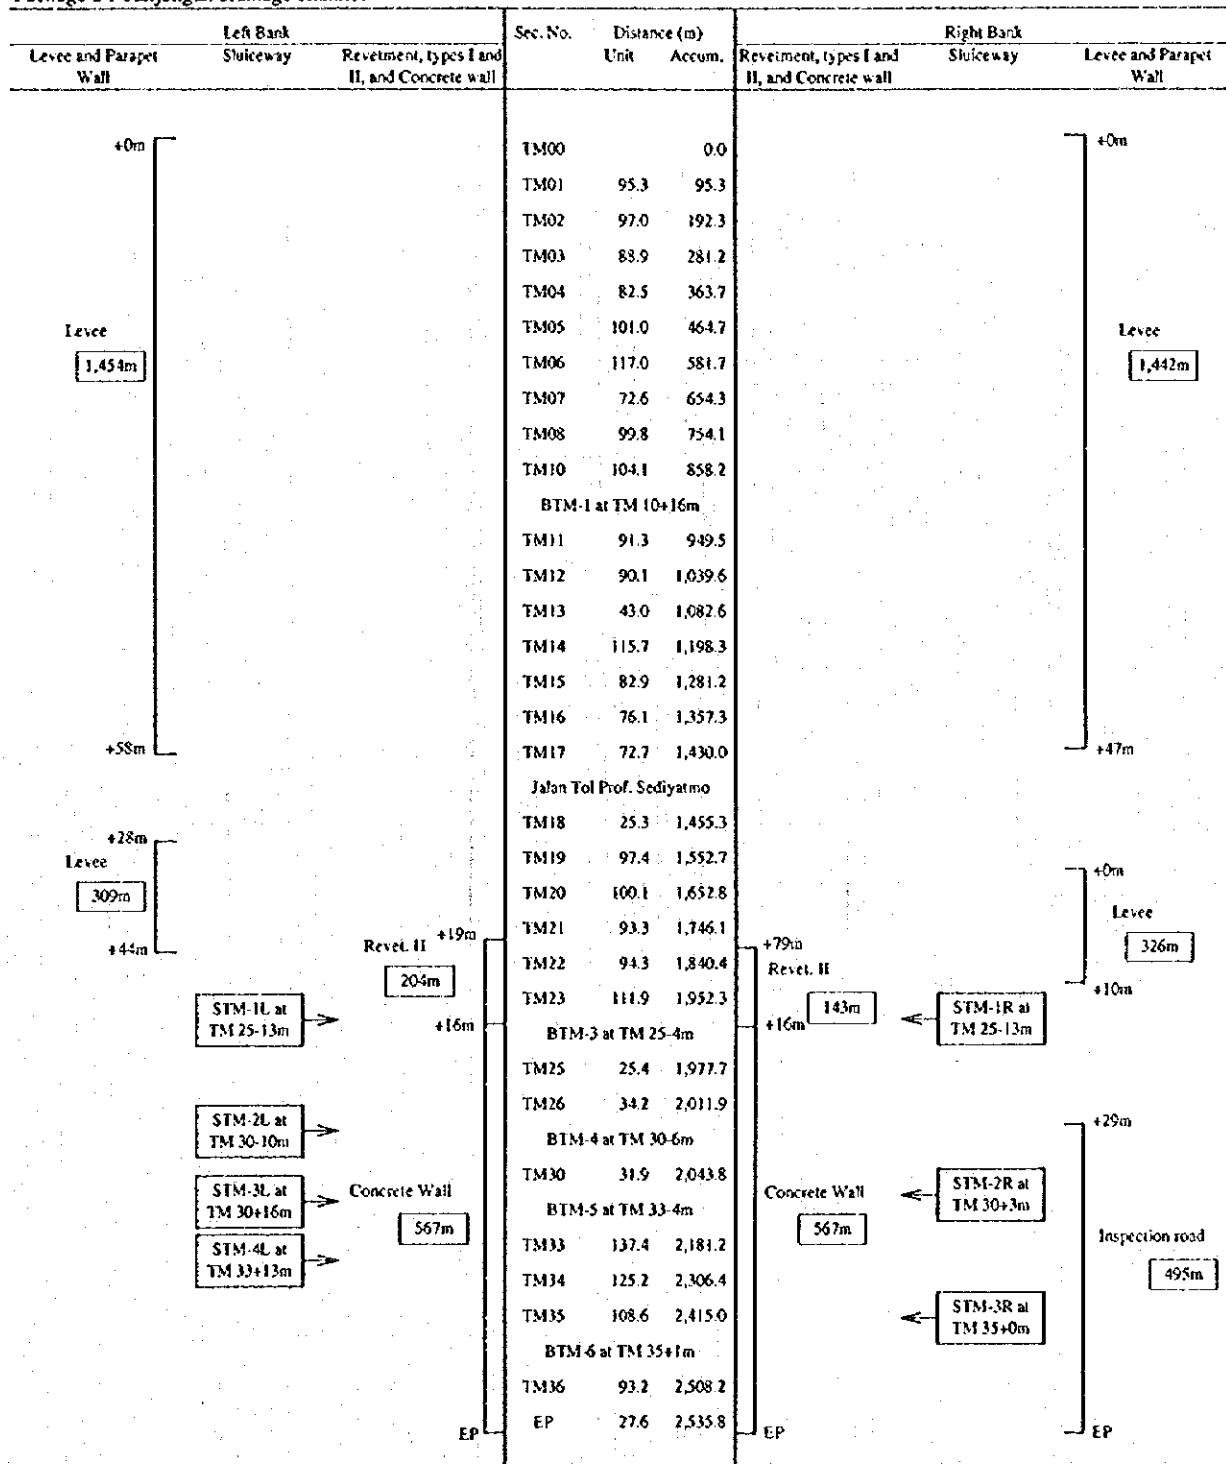 Left Bank Sec. No. Distance (m) Right Bank
Levee and Parapet Sluiceway Revetment, types I and Unit Accum. Revetment, types I and Sluiceway Levee and Parapet
Wall II, and Concrete wall II, and Concrete wall Wall
+0m +0m
TM00 0.0
TM01 95.3 95.3
TM02 97.0 192.3
TM03 88.9 281.2
TM04 82.5 363.7
Levee TM05 101.0 464.7 Levee
1,454m TM06 117.0 581.7 1,442m
TM07 72.6 654.3
TM08 99.8 754.1
TM10 104.1 858.2
BTM-1 at TM 10+16m
TM11 91.3 949.5
TM12 90.1 1,039.6
TM13 43.0 1,082.6
TM14 115.7 1,198.3
TM15 82.9 1,281.2
TM16 76.1 1,357.3
+58m TM17 72.7 1,430.0 +47m
Jalan Tol Prof. Sediyatmo
TM18 25.3 1,455.3
+28m
Levee TM19 97.4 1,552.7 +0m
309m TM20 100.1 1,652.8
Levee
+44m Revet. II +19m TM21 93.3 1,746.1 +79m 326m
204m TM22 94.3 1,840.4 Revet. II
TM23 111.9 1,952.3 143m +10m
STM-1L at STM-1R at
TM 25-13m +16m BTM-3 at TM 25-4m +16m TM 25-13m
TM25 25.4 1,977.7
TM26 34.2 2,011.9
STM-2L at +29m
TM 30-10m BTM-4 at TM 30-6m
TM30 31.9 2,043.8
STM-3L at Concrete Wall Concrete Wall STM-2R at
TM 30+16m BTM-5 at TM 33-4m TM 30+3m
567m 567m
STM-4L at TM33 137.4 2,181.2 Inspection road
TM 33+13m TM34 125.2 2,306.4 495m
TM35 108.6 2,415.0 STM-3R at
TM 35+0m
BTM-6 at TM 35+1m
TM36 93.2 2,508.2
EP 27.6 2,535.8
EP EP EP